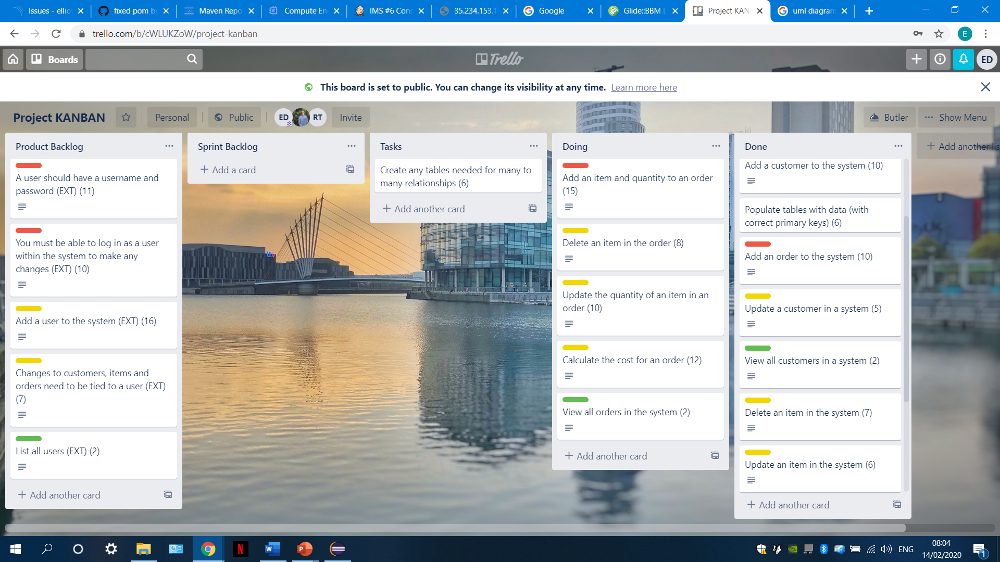 Issues - ellio
fixed pom by
Maven Repo
Compute En
IMS #6 Cons
35.234.153.1
Google
Glide::BBM L
Project KAN
uml diagram
trello.com/b/cWLUKZoW/project-kanban
E
Boards
Trello
ED
This board is set to public. You can change its visibility at any time. Learn more here
Project KANBAN
Personal
Public
ED
RT
Invite
Butler
Show Menu
Product Backlog
A user should have a username and
password (EXT) (11)
You must be able to log in as a user
within the system to make any
changes (EXT) (10)
Add a user to the system (EXT) (16)
Changes to customers, items and
orders need to be tied to a user (EXT)
(7)
List all users (EXT) (2)
+ Add another card
Sprint Backlog
+ Add a card
Tasks
Create any tables needed for many to
many relationships (6)
+ Add another card
Doing
Add an item and quantity to an order
(15)
Delete an item in the order (8)
Update the quantity of an item in an
order (10)
Calculate the cost for an order (12)
View all orders in the system (2)
+ Add another card
Done
Add a customer to the system (10)
Populate tables with data (with
correct primary keys) (6)
Add an order to the system (10)
Update a customer in a system (5)
View all customers in a system (2)
Delete an item in the system (7)
Update an item in the system (6)
+ Add another card
+ Add another lis
itv
ENG
08:04
14/02/2020
1